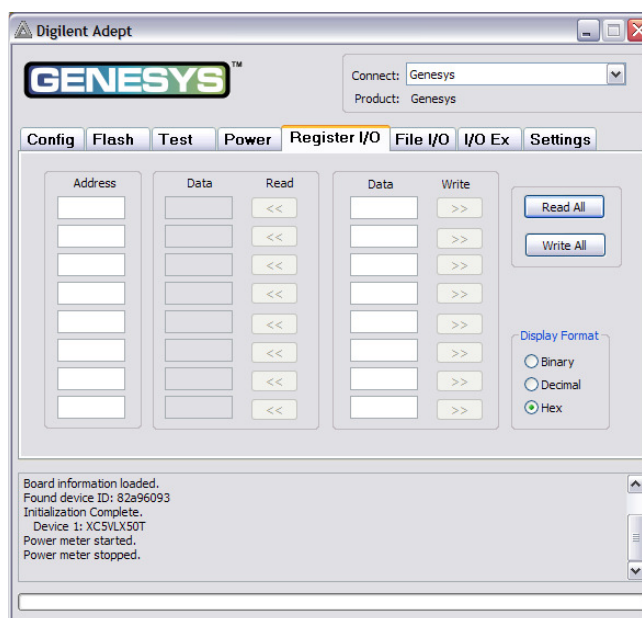 Digilent Adept
GENESYS™
Connect: Genesys
Product: Genesys
Config Flash Test Power Register I/O File I/O I/O Ex Settings
Address Data Read Data Write
<< >>
<< >>
<< >>
<< >>
<< >>
<< >>
<< >>
<< >>
Read All
Write All
Display Format
Binary
Decimal
Hex
Board information loaded.
Found device ID: 82a96093
Initialization Complete.
Device 1: XC5VLX50T
Power meter started.
Power meter stopped.